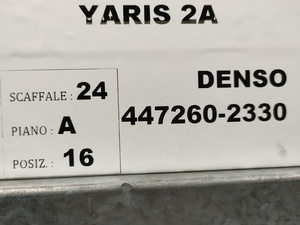 YARIS 2A
SCAFFALE : 24
PIANO : A
POSIZ. : 16
DENSO
447260-2330